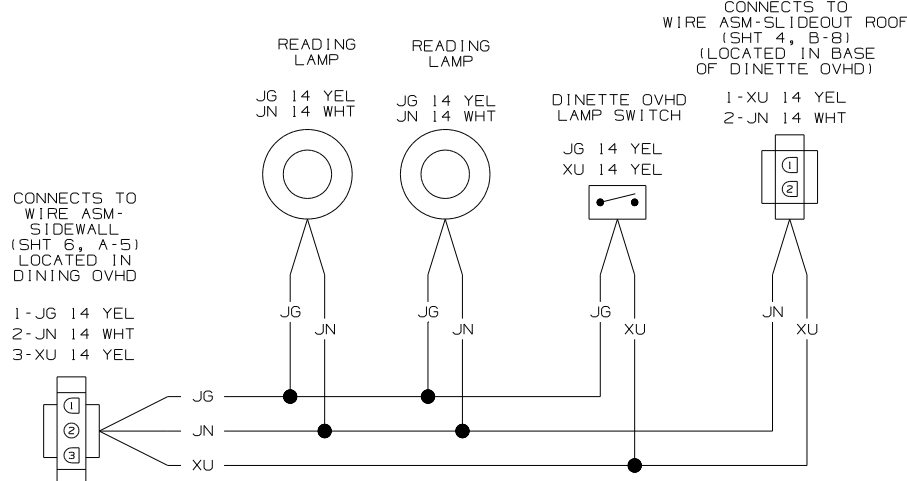 CONNECTS TO
WIRE ASM-SLIDEOUT ROOF
(SHT 4, B-8)
(LOCATED IN BASE
OF DINETTE OVHD)
1-XU 14 YEL
2-JN 14 WHT
1
2
READING
LAMP
JG 14 YEL
JN 14 WHT
READING
LAMP
JG 14 YEL
JN 14 WHT
DINETTE OVHD
LAMP SWITCH
JG 14 YEL
XU 14 YEL
CONNECTS TO
WIRE ASM-
SIDEWALL
(SHT 6, A-5)
LOCATED IN
DINING OVHD
1-JG 14 YEL
2-JN 14 WHT
3-XU 14 YEL
1
2
3
JG
JN
JG
JN
JG
XU
JN
XU
JG
JN
XU